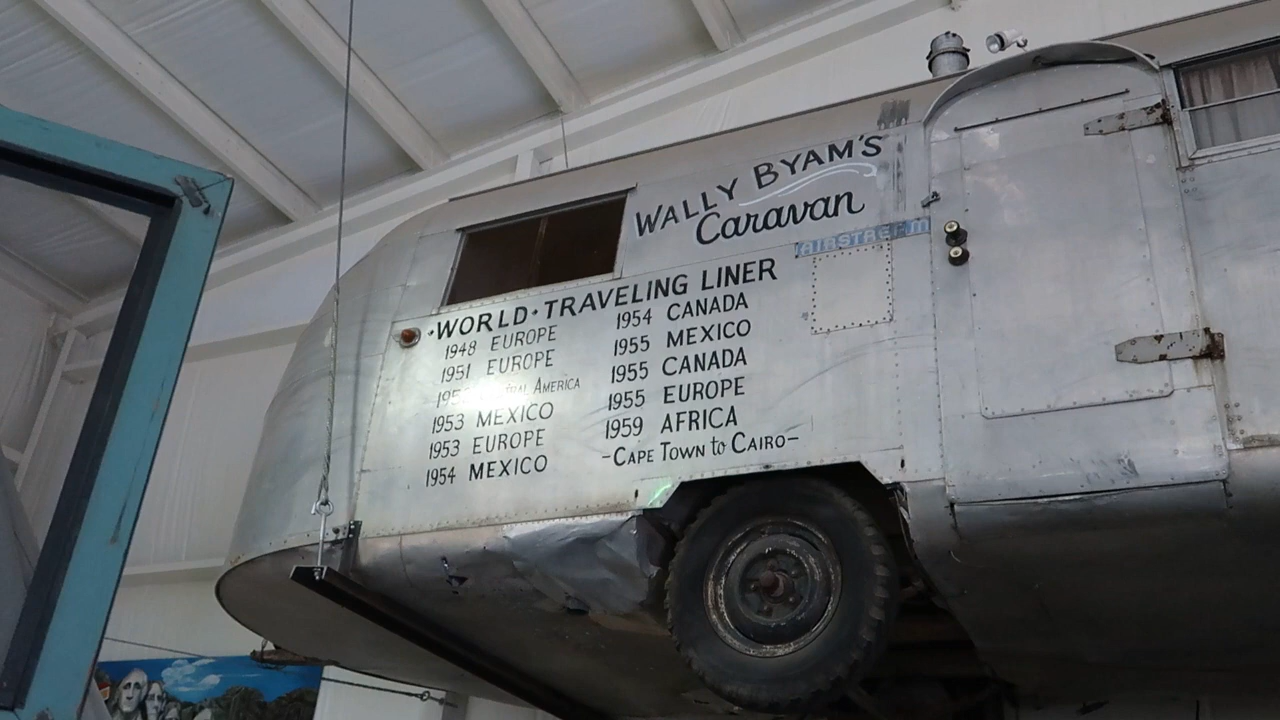 WALLY BYAM'S
Caravan
AIRSTREAM
•WORLD•TRAVELING LINER
1948 EUROPE
1951 EUROPE
AMERICA
1953 MEXICO
1953 EUROPE
1954 MEXICO
1954 CANADA
1955 MEXICO
1955 CANADA
1955 EUROPE
1959 AFRICA
-CAPE TOWN to CAIRO-